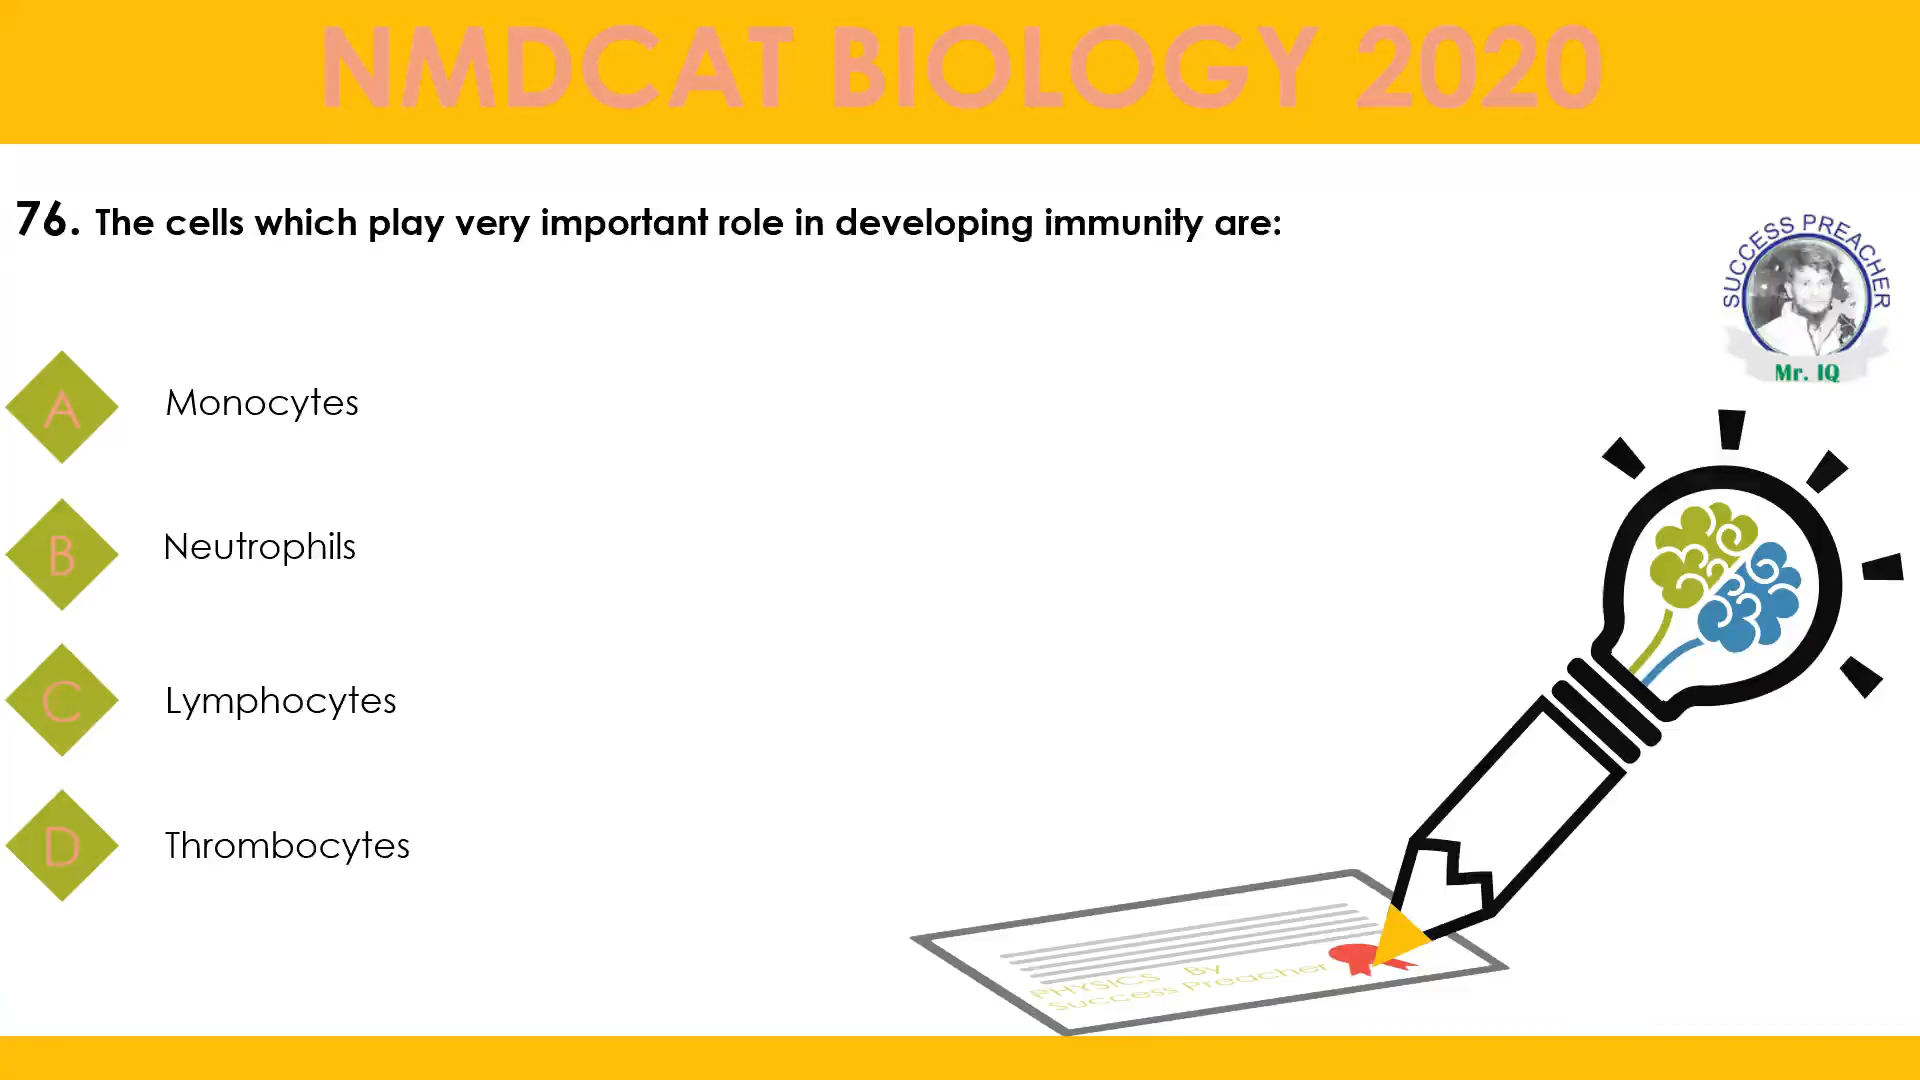 NMDCAT BIOLOGY 2020
76. The cells which play very important role in developing immunity are:
SUCCESS PREACHER
Mr. IQ
A Monocytes
B Neutrophils
C Lymphocytes
D Thrombocytes
PHYSICS BY
Success Preacher